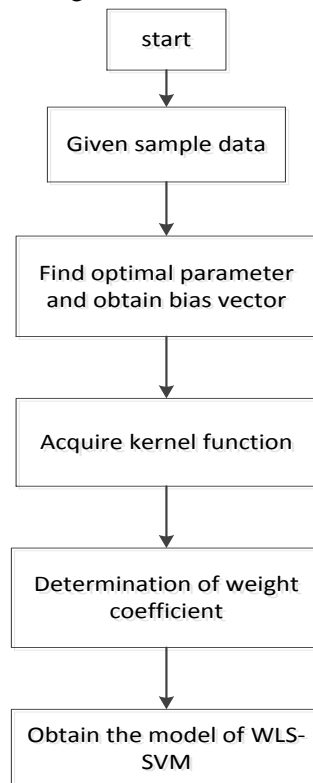 start
Given sample data
Find optimal parameter
and obtain bias vector
Acquire kernel function
Determination of weight
coefficient
Obtain the model of WLS-
SVM